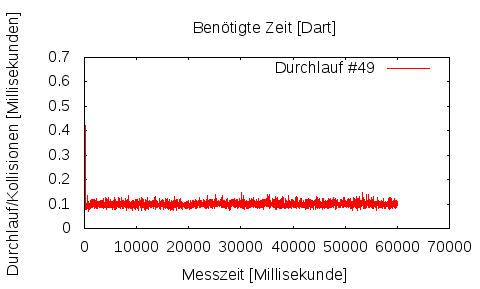 Benötigte Zeit [Dart]
Durchlauf/Kollisionen [Millisekunden]
Durchlauf #49
0.7
0.6
0.5
0.4
0.3
0.2
0.1
0
0 10000 20000 30000 40000 50000 60000 70000
Messzeit [Millisekunde]